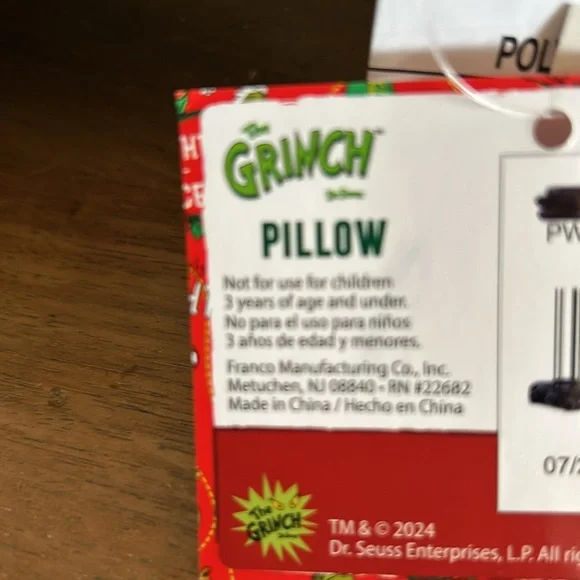 POL
The
GRINCH™
Dr. Seuss
PILLOW
PW
Not for use for children
3 years of age and under.
No para el uso para niños
3 años de edad y menores.
Franco Manufacturing Co., Inc.
Metuchen, NJ 08840 • RN #22682
Made in China / Hecho en China
07/2
The
GRINCH
TM & © 2024
Dr. Seuss Enterprises, L.P. All ri